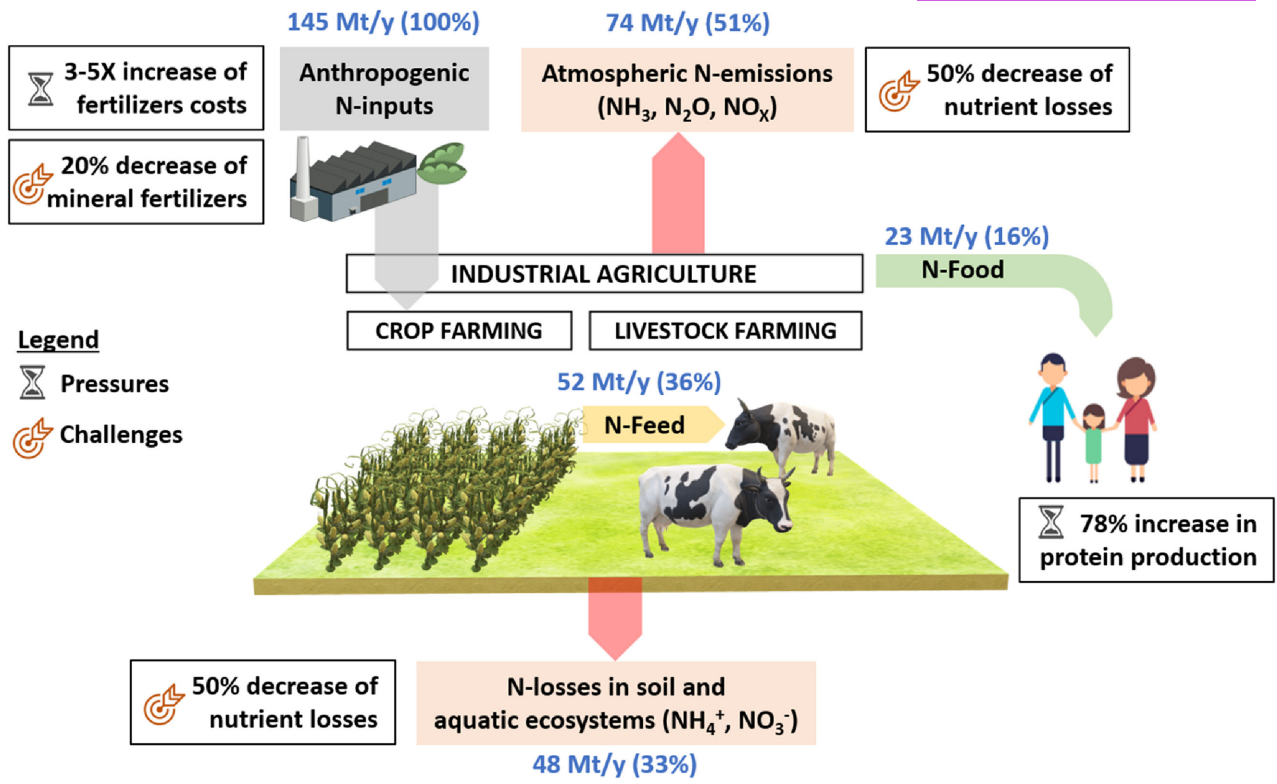 145 Mt/y (100%)
74 Mt/y (51%)
3-5X increase of
fertilizers costs
Anthropogenic
N-inputs
Atmospheric N-emissions
(NH₃, N₂O, NOₓ)
50% decrease of
nutrient losses
20% decrease of
mineral fertilizers
23 Mt/y (16%)
N-Food
INDUSTRIAL AGRICULTURE
CROP FARMING
LIVESTOCK FARMING
Legend
Pressures
Challenges
52 Mt/y (36%)
N-Feed
78% increase in
protein production
50% decrease of
nutrient losses
N-losses in soil and
aquatic ecosystems (NH₄⁺, NO₃⁻)
48 Mt/y (33%)